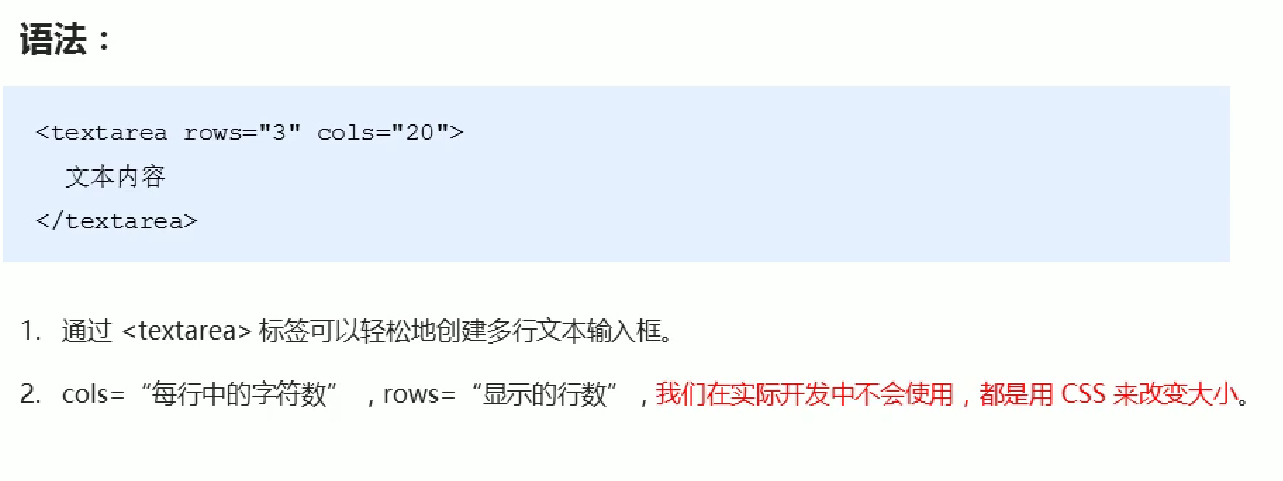 语法：
<textarea rows="3" cols="20">
文本内容
</textarea>
1. 通过 <textarea> 标签可以轻松地创建多行文本输入框。
2. cols=“每行中的字符数” , rows=“显示的行数” , 我们在实际开发中不会使用，都是用 CSS 来改变大小。